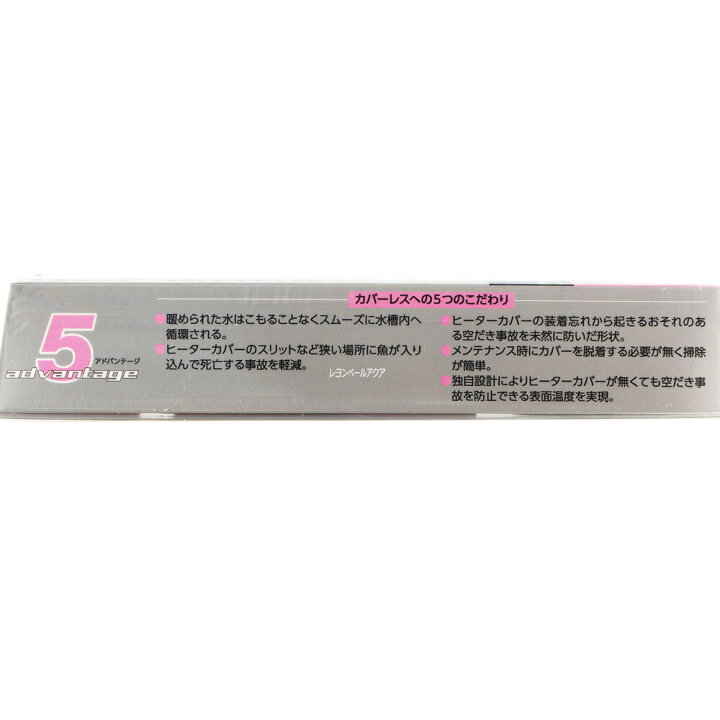 カバーレスへの5つのこだわり
5
アドバンテージ
advantage
●暖められた水はこもることなくスムーズに水槽内へ
循環される。
●ヒーターカバーのスリットなど狭い場所に魚が入り
込んで死亡する事故を軽減。
レヨンベールアクア
●ヒーターカバーの装着忘れから起きるおそれのあ
る空だき事故を未然に防いだ形状。
●メンテナンス時にカバーを脱着する必要が無く掃除
が簡単。
●独自設計によりヒーターカバーが無くても空だき事
故を防止できる表面温度を実現。